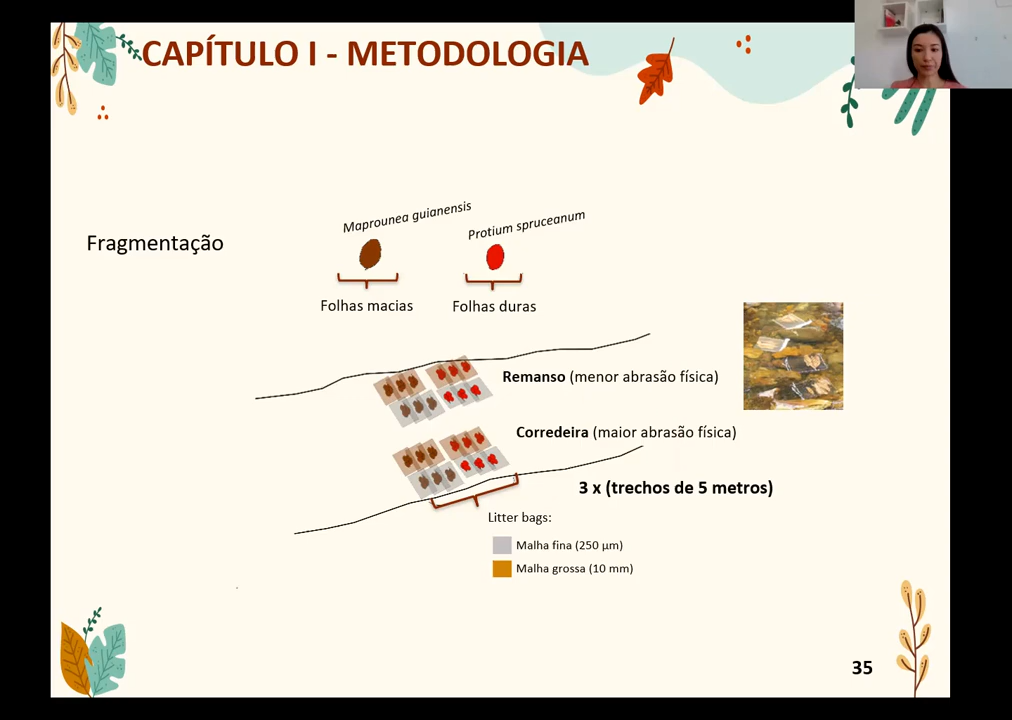 CAPÍTULO I - METODOLOGIA
Maprounea guianensis
Protium spruceanum
Fragmentação
Folhas macias
Folhas duras
Remanso (menor abrasão física)
Corredeira (maior abrasão física)
3 x (trechos de 5 metros)
Litter bags:
Malha fina (250 µm)
Malha grossa (10 mm)
35